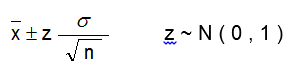 x̄ ± z σ / √n    z ~ N ( 0 , 1 )